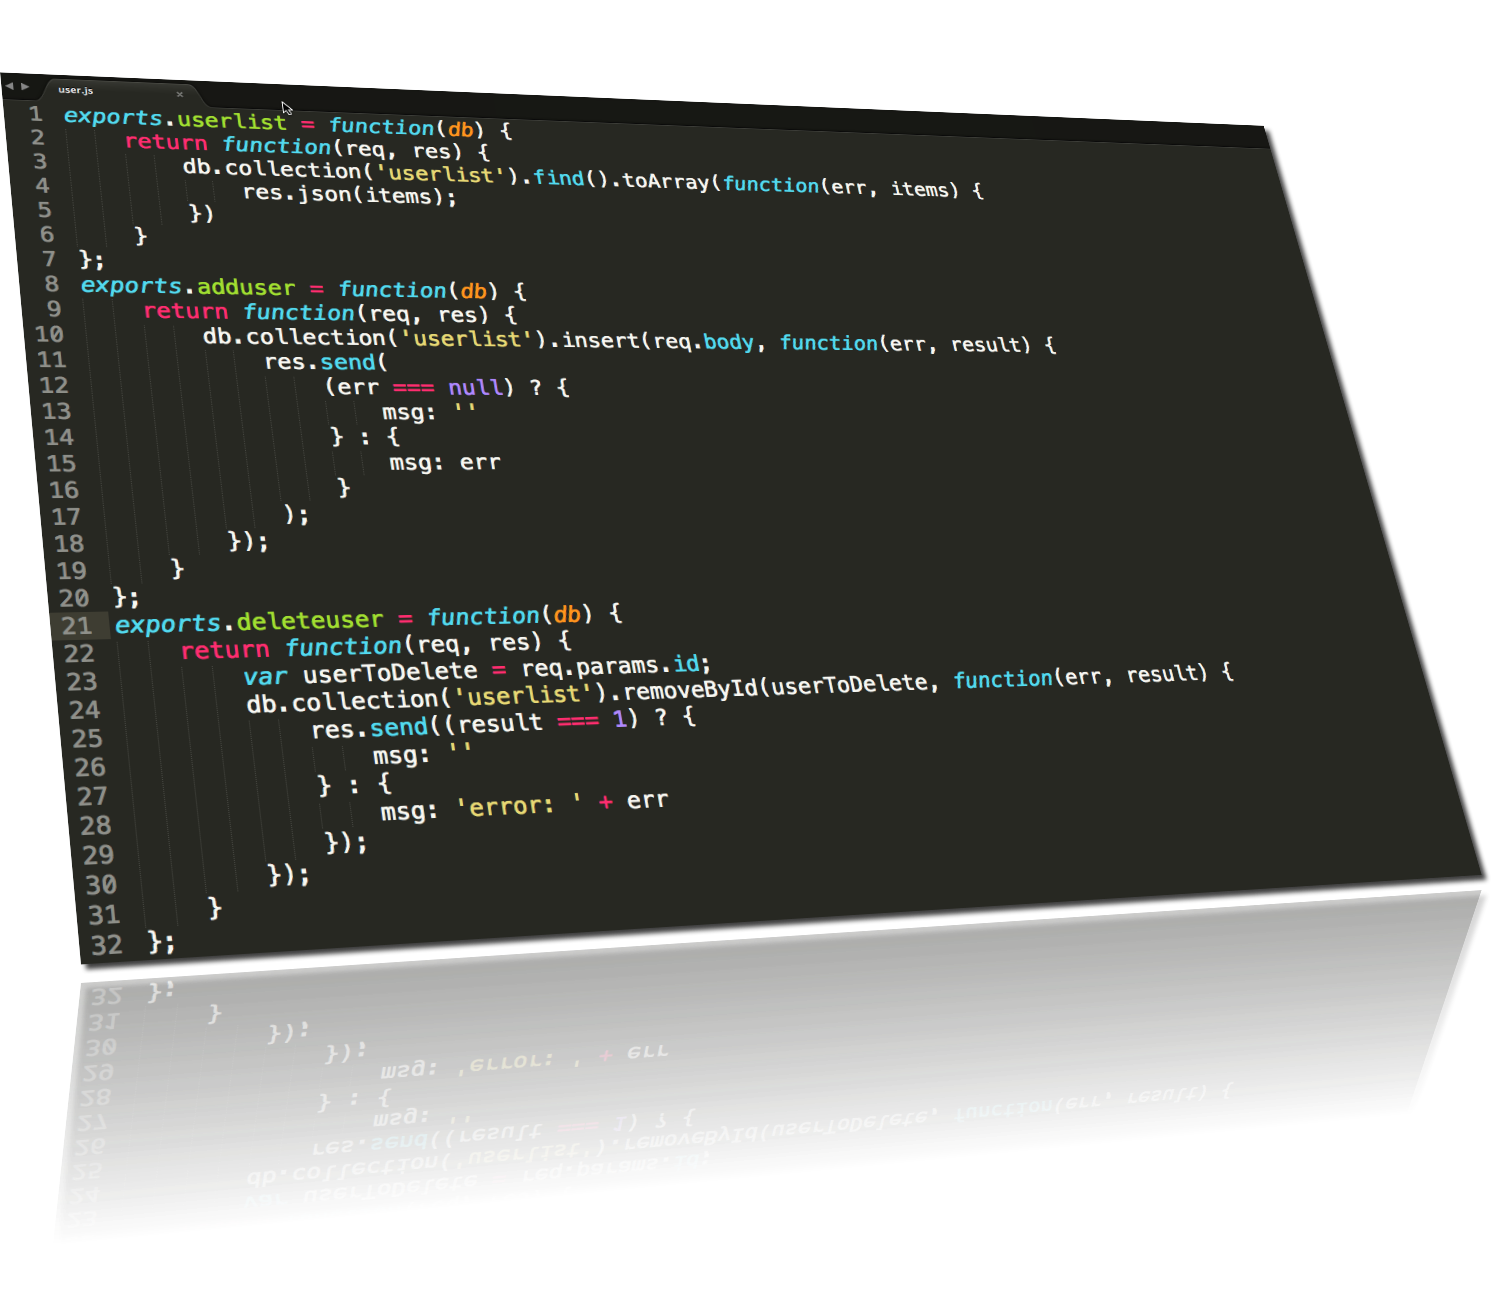 user.js ×
1 exports.userlist = function(db) {
2     return function(req, res) {
3         db.collection('userlist').find().toArray(function(err, items) {
4             res.json(items);
5         })
6     }
7 };
8 exports.adduser = function(db) {
9     return function(req, res) {
10         db.collection('userlist').insert(req.body, function(err, result) {
11             res.send(
12                 (err === null) ? {
13                     msg: ''
14                 } : {
15                     msg: err
16                 }
17             );
18         });
19     }
20 };
21 exports.deleteuser = function(db) {
22     return function(req, res) {
23         var userToDelete = req.params.id;
24         db.collection('userlist').removeById(userToDelete, function(err, result) {
25             res.send((result === 1) ? {
26                 msg: ''
27             } : {
28                 msg: 'error: ' + err
29             });
30         });
31     }
32 };